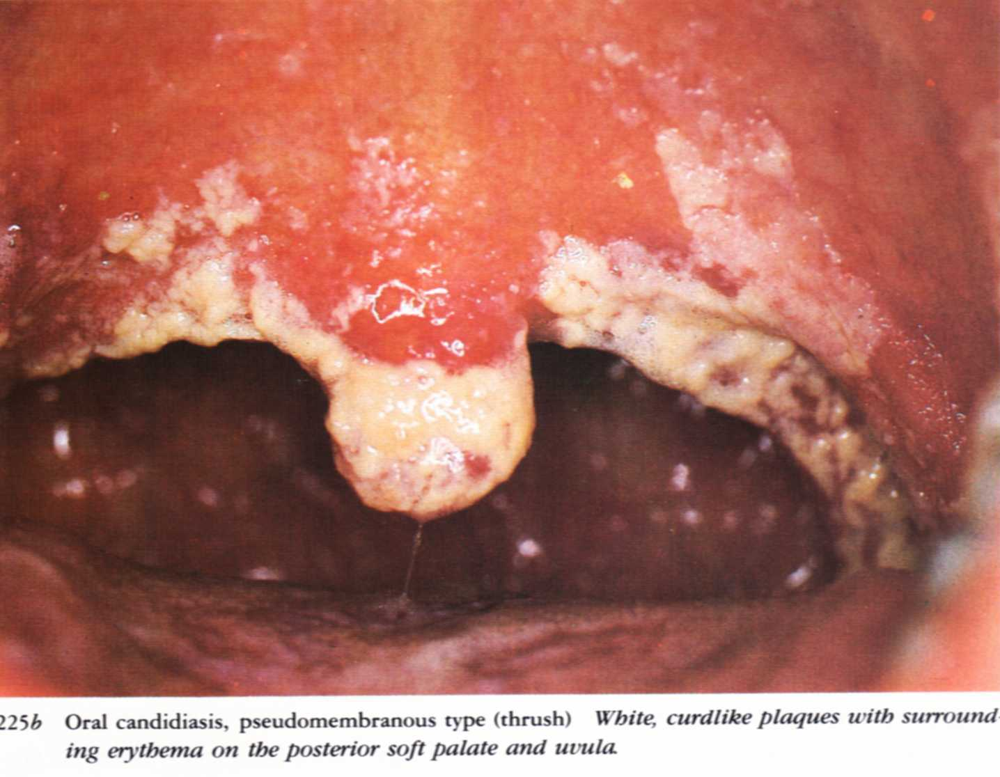 225b Oral candidiasis, pseudomembranous type (thrush) White, curdlike plaques with surround-
ing erythema on the posterior soft palate and uvula.